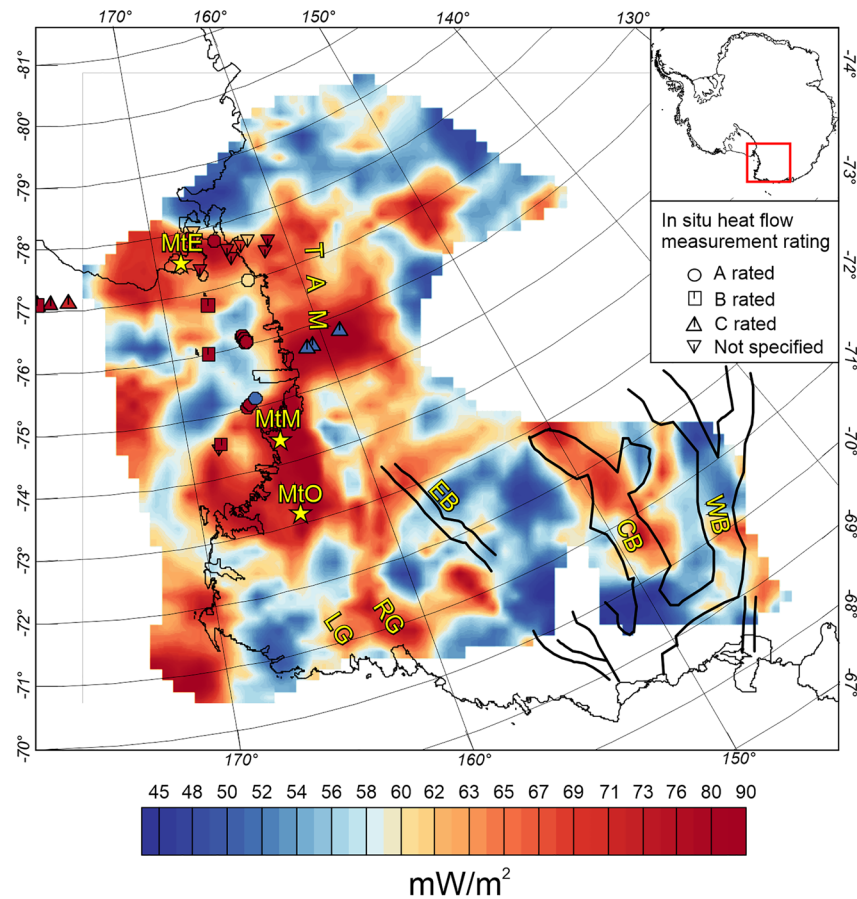 170° 160° 150° 140° 130°
-81°
-80°
-79°
-78°
-77°
-76°
-75°
-74°
-73°
-72°
-71°
-70°
-74°
-73°
-72°
-71°
-70°
-69°
-68°
-67°
170° 160° 150°
MtE
T
A
M
MtM
MtO
EB
CB
WB
LG
RG
In situ heat flow
measurement rating
A rated
B rated
C rated
Not specified
45 48 50 52 54 56 58 60 62 63 65 67 69 71 73 76 80 90
mW/m²